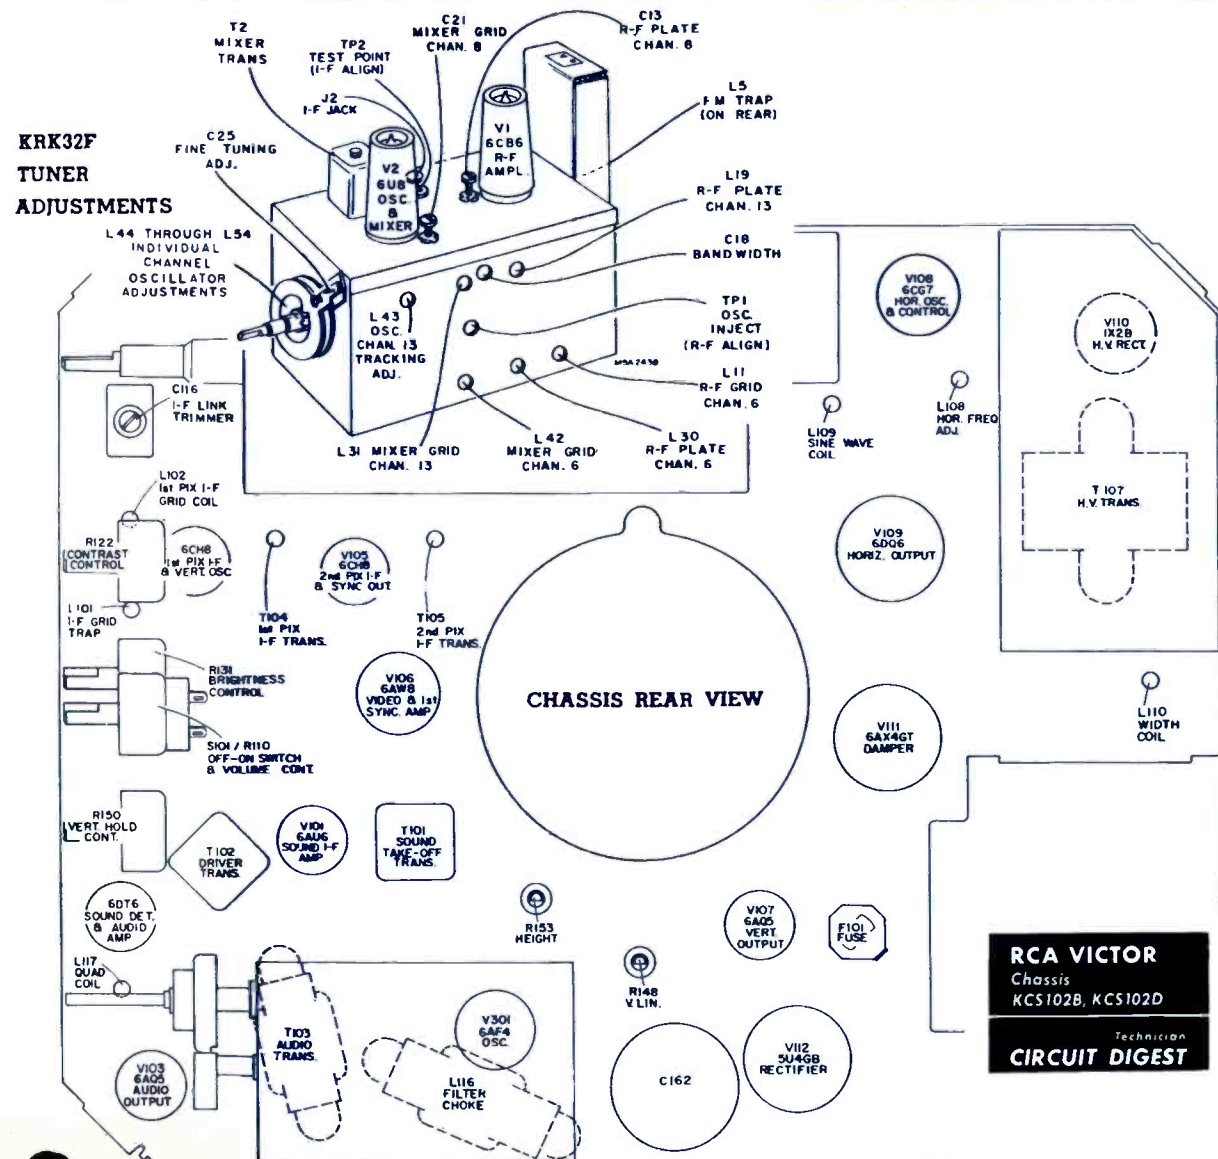 T2
MIXER
TRANS
C21
MIXER GRID
CHAN. 8
C13
R-F PLATE
CHAN. 8
TP2
TEST POINT
(I-F ALIGN)
J2
I-F JACK
L5
FM TRAP
(ON REAR)
KRK32F
TUNER
ADJUSTMENTS
C25
FINE TUNING
ADJ.
V1
6CB6
R-F
AMPL.
V2
6U8
OSC.
&
MIXER
L19
R-F PLATE
CHAN. 13
L44 THROUGH L54
INDIVIDUAL
CHANNEL
OSCILLATOR
ADJUSTMENTS
C18
BANDWIDTH
L43
OSC.
CHAN. 13
TRACKING
ADJ.
TP1
OSC.
INJECT
(R-F ALIGN)
MSA2438
L11
R-F GRID
CHAN. 6
L31 MIXER GRID
CHAN. 13
L42
MIXER GRID
CHAN. 6
L30
R-F PLATE
CHAN. 6
V108
6CG7
HOR. OSC.
& CONTROL
V110
1X2B
H.V. RECT.
C116
I-F LINK
TRIMMER
L109
SINE WAVE
COIL
L108
HOR. FREQ
ADJ.
L102
1st PIX I-F
GRID COIL
T107
H.V. TRANS.
R122
CONTRAST
CONTROL
6CH8
1st PIX I-F
& VERT. OSC
V105
6CH8
2nd PIX I-F
& SYNC OUT.
V109
6DQ6
HORIZ. OUTPUT
L101
I-F GRID
TRAP
T104
1st PIX
I-F TRANS.
T105
2nd PIX
I-F TRANS.
R131
BRIGHTNESS
CONTROL
V106
6AW8
VIDEO & 1st
SYNC. AMP
CHASSIS REAR VIEW
L110
WIDTH
COIL
V111
6AX4GT
DAMPER
S101 / R110
OFF-ON SWITCH
& VOLUME CONT.
R150
VERT. HOLD
CONT.
T102
DRIVER
TRANS.
V101
6AU6
SOUND I-F
AMP
T101
SOUND
TAKE-OFF
TRANS.
6DT6
SOUND DET.
& AUDIO
AMP
R153
HEIGHT
V107
6AQ5
VERT.
OUTPUT
F101
FUSE
L117
QUAD
COIL
R148
V. LIN.
RCA VICTOR
Chassis
KCS102B, KCS102D
Technician
CIRCUIT DIGEST
T103
AUDIO
TRANS.
V301
6AF4
OSC.
V112
5U4GB
RECTIFIER
V103
6AQ5
AUDIO
OUTPUT
L116
FILTER
CHOKE
C162